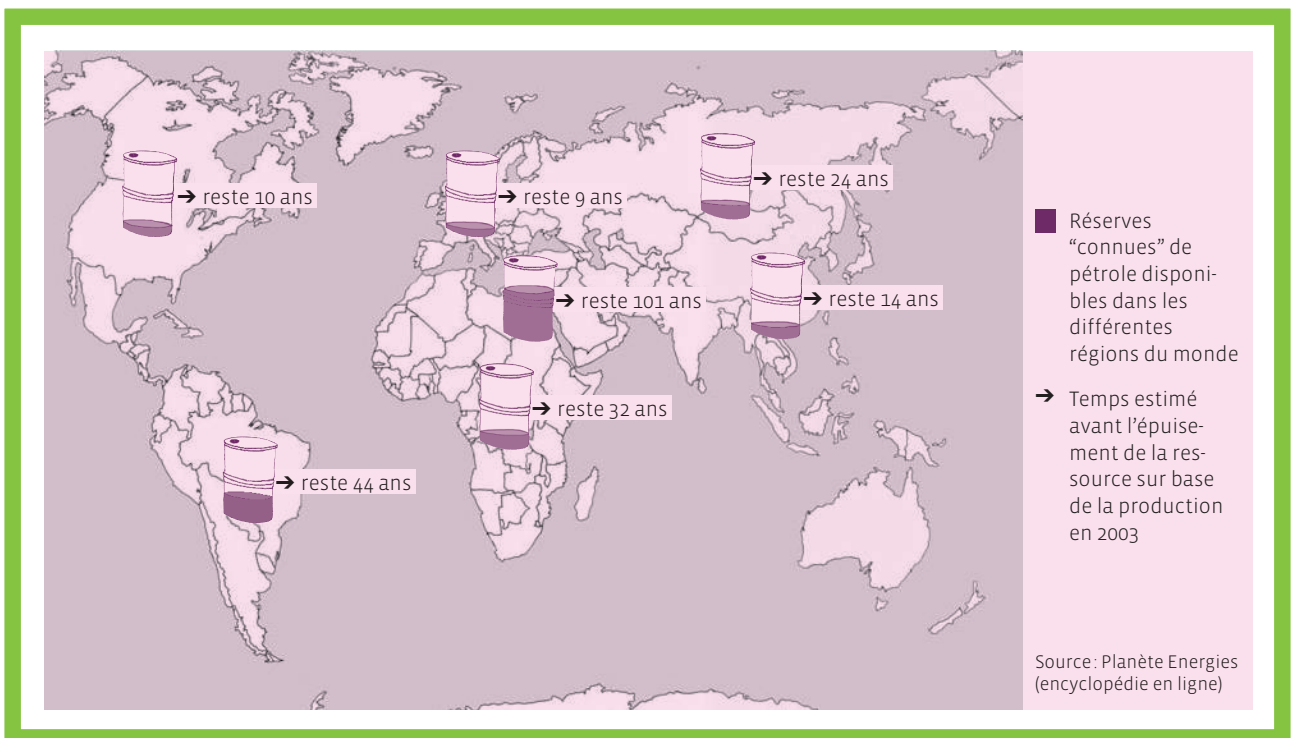 ➔ reste 10 ans
➔ reste 9 ans
➔ reste 24 ans
➔ reste 101 ans
➔ reste 14 ans
➔ reste 32 ans
➔ reste 44 ans
Réserves
“connues” de
pétrole disponi-
bles dans les
différentes
régions du monde
➔ Temps estimé
avant l’épuise-
ment de la res-
source sur base
de la production
en 2003
Source : Planète Energies
(encyclopédie en ligne)